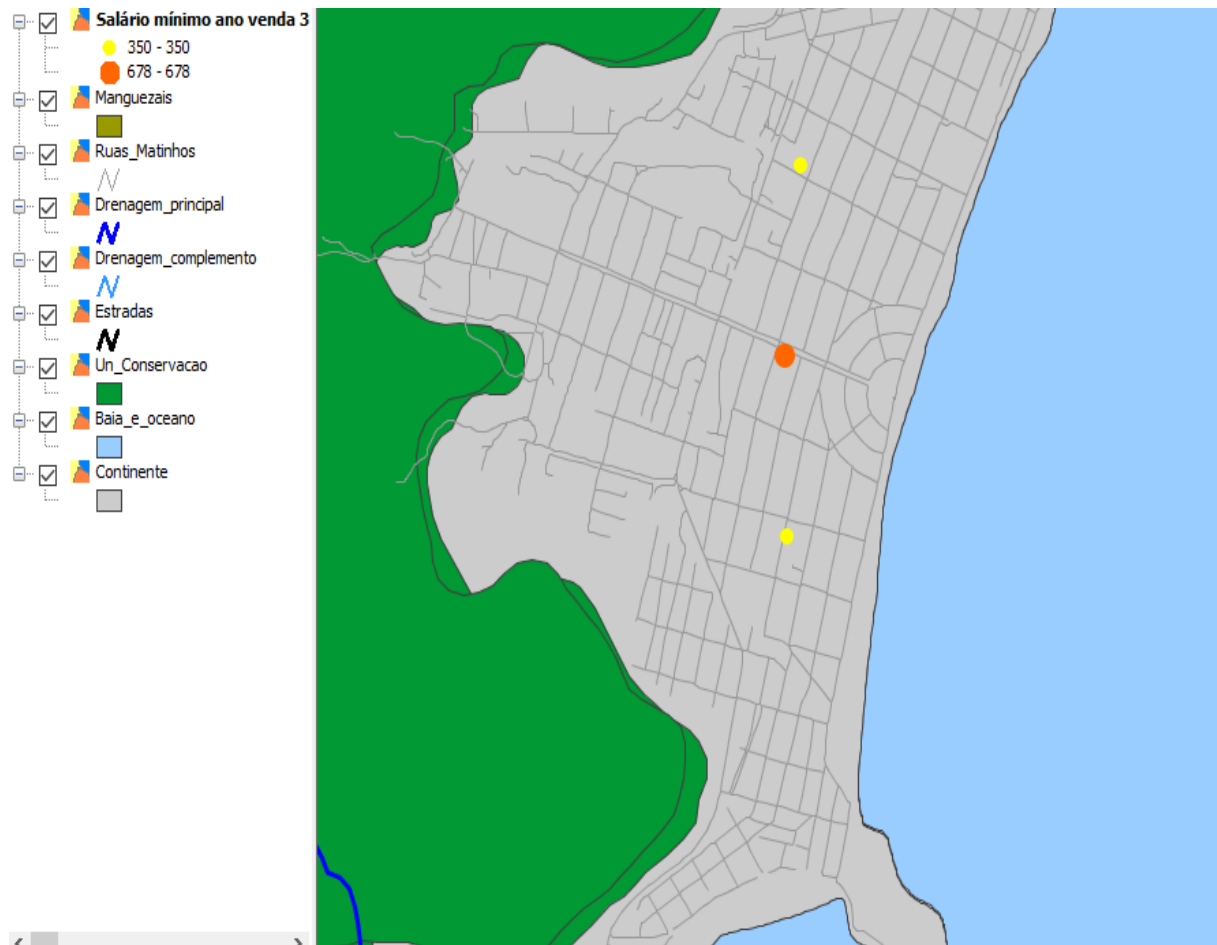 Salário mínimo ano venda 3
350 - 350
678 - 678
Manguezais
Ruas_Matinhos
Drenagem_principal
Drenagem_complemento
Estradas
Un_Conservacao
Baia_e_oceano
Continente